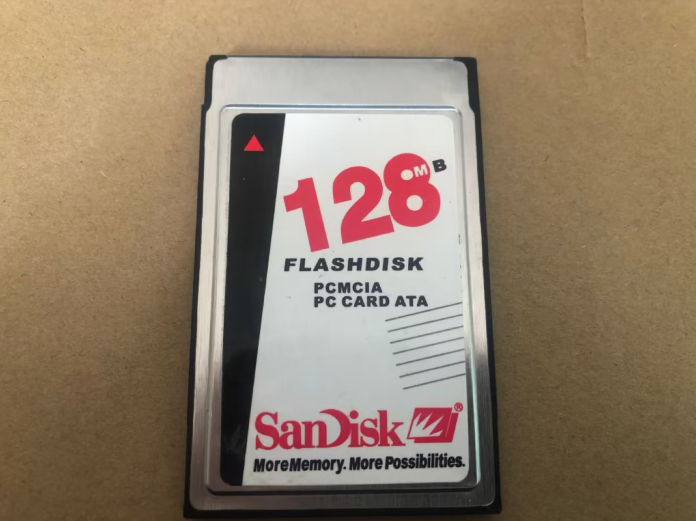 128MB
FLASHDISK
PCMCIA
PC CARD ATA
SanDisk®
More Memory. More Possibilities.